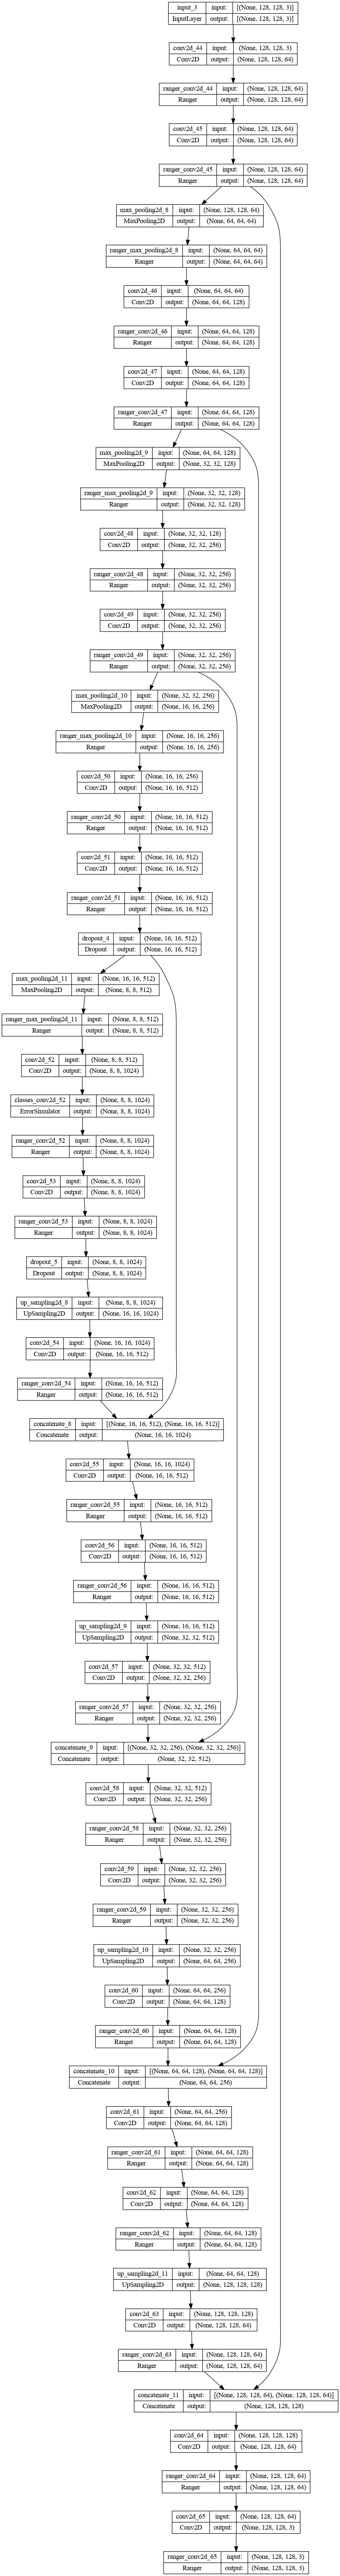 input_3 input: [(None, 128, 128, 3)]
InputLayer output: [(None, 128, 128, 3)]
conv2d_44 input: (None, 128, 128, 3)
Conv2D output: (None, 128, 128, 64)
ranger_conv2d_44 input: (None, 128, 128, 64)
Ranger output: (None, 128, 128, 64)
conv2d_45 input: (None, 128, 128, 64)
Conv2D output: (None, 128, 128, 64)
ranger_conv2d_45 input: (None, 128, 128, 64)
Ranger output: (None, 128, 128, 64)
max_pooling2d_8 input: (None, 128, 128, 64)
MaxPooling2D output: (None, 64, 64, 64)
ranger_max_pooling2d_8 input: (None, 64, 64, 64)
Ranger output: (None, 64, 64, 64)
conv2d_46 input: (None, 64, 64, 64)
Conv2D output: (None, 64, 64, 128)
ranger_conv2d_46 input: (None, 64, 64, 128)
Ranger output: (None, 64, 64, 128)
conv2d_47 input: (None, 64, 64, 128)
Conv2D output: (None, 64, 64, 128)
ranger_conv2d_47 input: (None, 64, 64, 128)
Ranger output: (None, 64, 64, 128)
max_pooling2d_9 input: (None, 64, 64, 128)
MaxPooling2D output: (None, 32, 32, 128)
ranger_max_pooling2d_9 input: (None, 32, 32, 128)
Ranger output: (None, 32, 32, 128)
conv2d_48 input: (None, 32, 32, 128)
Conv2D output: (None, 32, 32, 256)
ranger_conv2d_48 input: (None, 32, 32, 256)
Ranger output: (None, 32, 32, 256)
conv2d_49 input: (None, 32, 32, 256)
Conv2D output: (None, 32, 32, 256)
ranger_conv2d_49 input: (None, 32, 32, 256)
Ranger output: (None, 32, 32, 256)
max_pooling2d_10 input: (None, 32, 32, 256)
MaxPooling2D output: (None, 16, 16, 256)
ranger_max_pooling2d_10 input: (None, 16, 16, 256)
Ranger output: (None, 16, 16, 256)
conv2d_50 input: (None, 16, 16, 256)
Conv2D output: (None, 16, 16, 512)
ranger_conv2d_50 input: (None, 16, 16, 512)
Ranger output: (None, 16, 16, 512)
conv2d_51 input: (None, 16, 16, 512)
Conv2D output: (None, 16, 16, 512)
ranger_conv2d_51 input: (None, 16, 16, 512)
Ranger output: (None, 16, 16, 512)
dropout_4 input: (None, 16, 16, 512)
Dropout output: (None, 16, 16, 512)
max_pooling2d_11 input: (None, 16, 16, 512)
MaxPooling2D output: (None, 8, 8, 512)
ranger_max_pooling2d_11 input: (None, 8, 8, 512)
Ranger output: (None, 8, 8, 512)
conv2d_52 input: (None, 8, 8, 512)
Conv2D output: (None, 8, 8, 1024)
classes_conv2d_52 input: (None, 8, 8, 1024)
ErrorSimulator output: (None, 8, 8, 1024)
ranger_conv2d_52 input: (None, 8, 8, 1024)
Ranger output: (None, 8, 8, 1024)
conv2d_53 input: (None, 8, 8, 1024)
Conv2D output: (None, 8, 8, 1024)
ranger_conv2d_53 input: (None, 8, 8, 1024)
Ranger output: (None, 8, 8, 1024)
dropout_5 input: (None, 8, 8, 1024)
Dropout output: (None, 8, 8, 1024)
up_sampling2d_8 input: (None, 8, 8, 1024)
UpSampling2D output: (None, 16, 16, 1024)
conv2d_54 input: (None, 16, 16, 1024)
Conv2D output: (None, 16, 16, 512)
ranger_conv2d_54 input: (None, 16, 16, 512)
Ranger output: (None, 16, 16, 512)
concatenate_8 input: [(None, 16, 16, 512), (None, 16, 16, 512)]
Concatenate output: (None, 16, 16, 1024)
conv2d_55 input: (None, 16, 16, 1024)
Conv2D output: (None, 16, 16, 512)
ranger_conv2d_55 input: (None, 16, 16, 512)
Ranger output: (None, 16, 16, 512)
conv2d_56 input: (None, 16, 16, 512)
Conv2D output: (None, 16, 16, 512)
ranger_conv2d_56 input: (None, 16, 16, 512)
Ranger output: (None, 16, 16, 512)
up_sampling2d_9 input: (None, 16, 16, 512)
UpSampling2D output: (None, 32, 32, 512)
conv2d_57 input: (None, 32, 32, 512)
Conv2D output: (None, 32, 32, 256)
ranger_conv2d_57 input: (None, 32, 32, 256)
Ranger output: (None, 32, 32, 256)
concatenate_9 input: [(None, 32, 32, 256), (None, 32, 32, 256)]
Concatenate output: (None, 32, 32, 512)
conv2d_58 input: (None, 32, 32, 512)
Conv2D output: (None, 32, 32, 256)
ranger_conv2d_58 input: (None, 32, 32, 256)
Ranger output: (None, 32, 32, 256)
conv2d_59 input: (None, 32, 32, 256)
Conv2D output: (None, 32, 32, 256)
ranger_conv2d_59 input: (None, 32, 32, 256)
Ranger output: (None, 32, 32, 256)
up_sampling2d_10 input: (None, 32, 32, 256)
UpSampling2D output: (None, 64, 64, 256)
conv2d_60 input: (None, 64, 64, 256)
Conv2D output: (None, 64, 64, 128)
ranger_conv2d_60 input: (None, 64, 64, 128)
Ranger output: (None, 64, 64, 128)
concatenate_10 input: [(None, 64, 64, 128), (None, 64, 64, 128)]
Concatenate output: (None, 64, 64, 256)
conv2d_61 input: (None, 64, 64, 256)
Conv2D output: (None, 64, 64, 128)
ranger_conv2d_61 input: (None, 64, 64, 128)
Ranger output: (None, 64, 64, 128)
conv2d_62 input: (None, 64, 64, 128)
Conv2D output: (None, 64, 64, 128)
ranger_conv2d_62 input: (None, 64, 64, 128)
Ranger output: (None, 64, 64, 128)
up_sampling2d_11 input: (None, 64, 64, 128)
UpSampling2D output: (None, 128, 128, 128)
conv2d_63 input: (None, 128, 128, 128)
Conv2D output: (None, 128, 128, 64)
ranger_conv2d_63 input: (None, 128, 128, 64)
Ranger output: (None, 128, 128, 64)
concatenate_11 input: [(None, 128, 128, 64), (None, 128, 128, 64)]
Concatenate output: (None, 128, 128, 128)
conv2d_64 input: (None, 128, 128, 128)
Conv2D output: (None, 128, 128, 64)
ranger_conv2d_64 input: (None, 128, 128, 64)
Ranger output: (None, 128, 128, 64)
conv2d_65 input: (None, 128, 128, 64)
Conv2D output: (None, 128, 128, 3)
ranger_conv2d_65 input: (None, 128, 128, 3)
Ranger output: (None, 128, 128, 3)